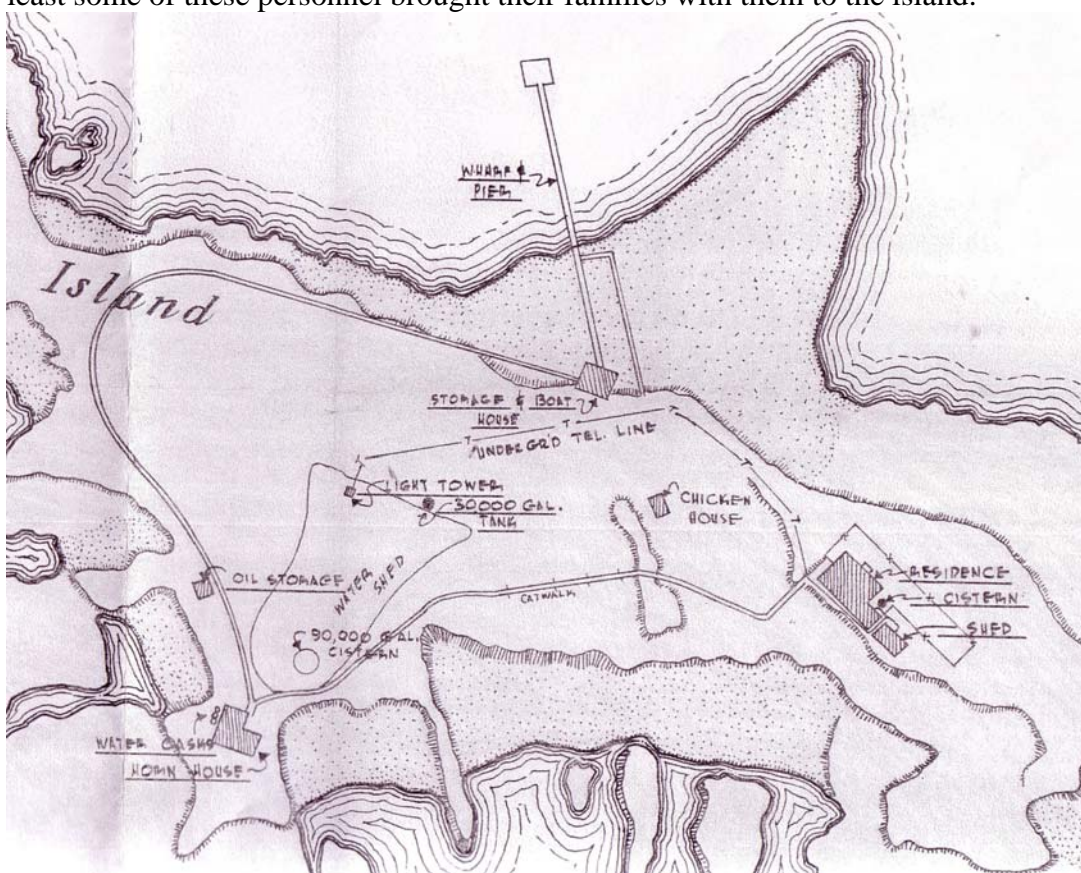 least some of these personnel brought their families with them to the island.
WHARF &
PIER
Island
STORAGE & BOAT
HOUSE
UNDERGR'D TEL. LINE
LIGHT TOWER
30,000 GAL.
TANK
CHICKEN
HOUSE
OIL STORAGE
WATER
SHED
CATWALK
RESIDENCE
CISTERN
SHED
90,000 GAL.
CISTERN
WATER CASKS
HORN HOUSE